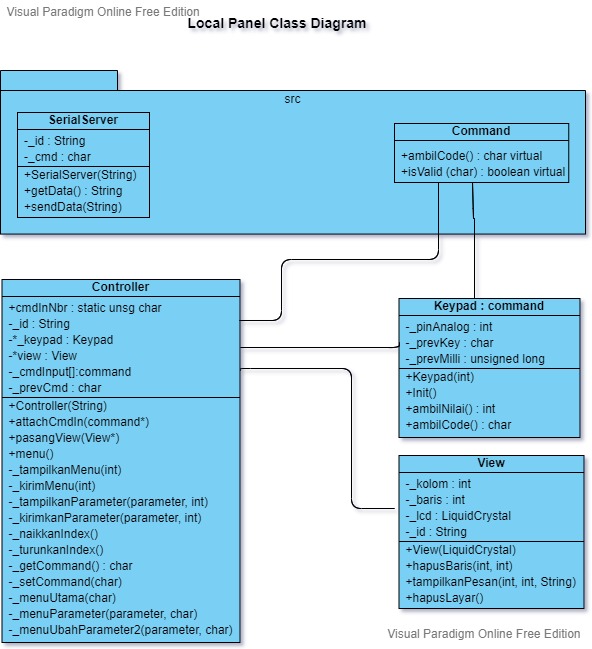 Visual Paradigm Online Free Edition
Local Panel Class Diagram
src
SerialServer
-_id : String
-_cmd : char
+SerialServer(String)
+getData() : String
+sendData(String)
Command
+ambilCode() : char virtual
+isValid (char) : boolean virtual
Controller
+cmdInNbr : static unsg char
-_id : String
-*_keypad : Keypad
-*view : View
-_cmdInput[]:command
-_prevCmd : char
+Controller(String)
+attachCmdIn(command*)
+pasangView(View*)
+menu()
-_tampilkanMenu(int)
-_kirimMenu(int)
-_tampilkanParameter(parameter, int)
-_kirimkanParameter(parameter, int)
-_naikkanIndex()
-_turunkanIndex()
-_getCommand() : char
-_setCommand(char)
-_menuUtama(char)
-_menuParameter(parameter, char)
-_menuUbahParameter2(parameter, char)
Keypad : command
-_pinAnalog : int
-_prevKey : char
-_prevMilli : unsigned long
+Keypad(int)
+Init()
+ambilNilai() : int
+ambilCode() : char
View
-_kolom : int
-_baris : int
-_lcd : LiquidCrystal
-_id : String
+View(LiquidCrystal)
+hapusBaris(int, int)
+tampilkanPesan(int, int, String)
+hapusLayar()
Visual Paradigm Online Free Edition